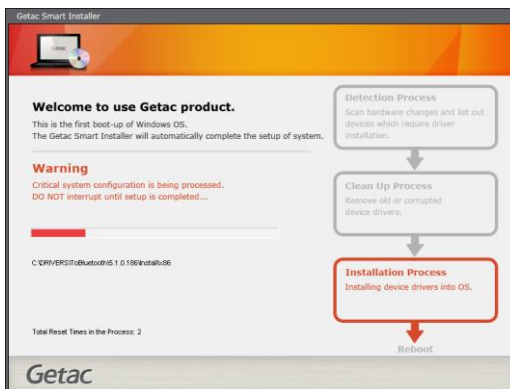 Getac Smart Installer
Getac
Welcome to use Getac product.
This is the first boot-up of Windows OS.
The Getac Smart Installer will automatically complete the setup of system.
Warning
Critical system configuration is being processed.
DO NOT interrupt until setup is completed...
C:\DRIVERS\ToBluetooth\5.1.0.186\Install\x86
Total Reset Times in the Process: 2
Detection Process
Scan hardware changes and list out
devices which require driver
installation.
Clean Up Process
Remove old or corrupted
device drivers.
Installation Process
Installing device drivers into OS.
Reboot
Getac